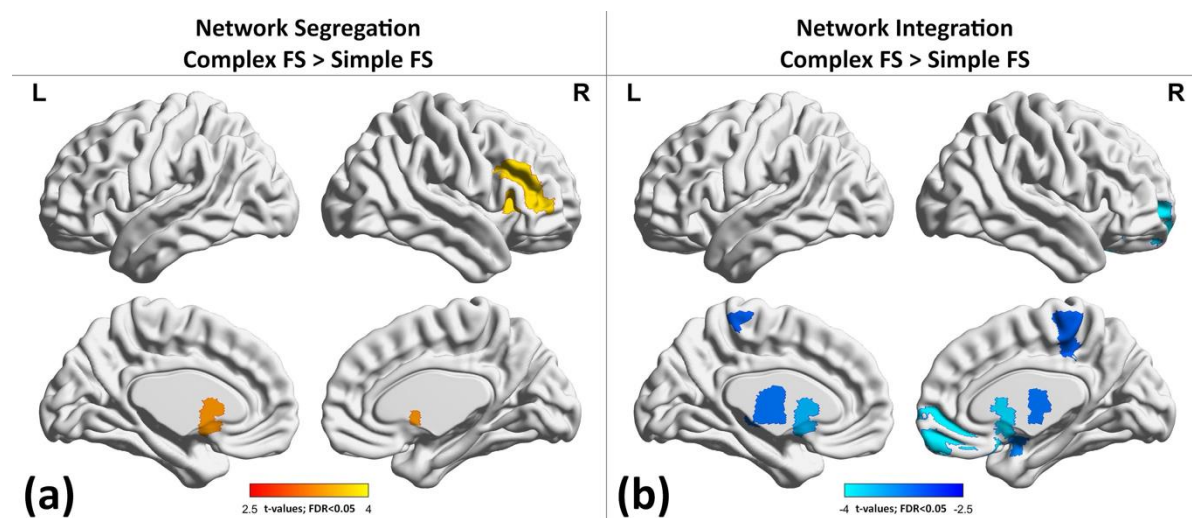 Network Segregation
Complex FS > Simple FS
L
R
(a)
2.5 t-values; FDR<0.05 4
Network Integration
Complex FS > Simple FS
L
R
(b)
-4 t-values; FDR<0.05 -2.5